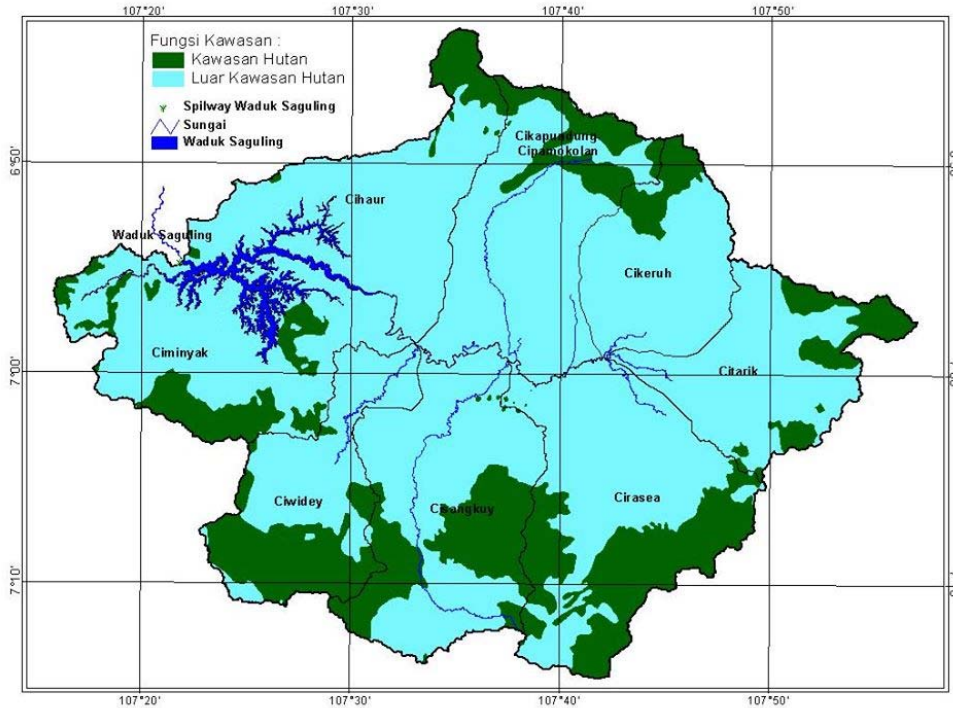 107°20'
107°30'
107°40'
107°50'
Fungsi Kawasan :
Kawasan Hutan
Luar Kawasan Hutan
Spilway Waduk Saguling
Sungai
Waduk Saguling
Cikapundung
Cipamokolan
6°50'
Cihaur
Waduk Saguling
Cikeruh
Ciminyak
7°00'
Citarik
Ciwidey
Cisangkuy
Cirasea
7°10'
107°20'
107°30'
107°40'
107°50'